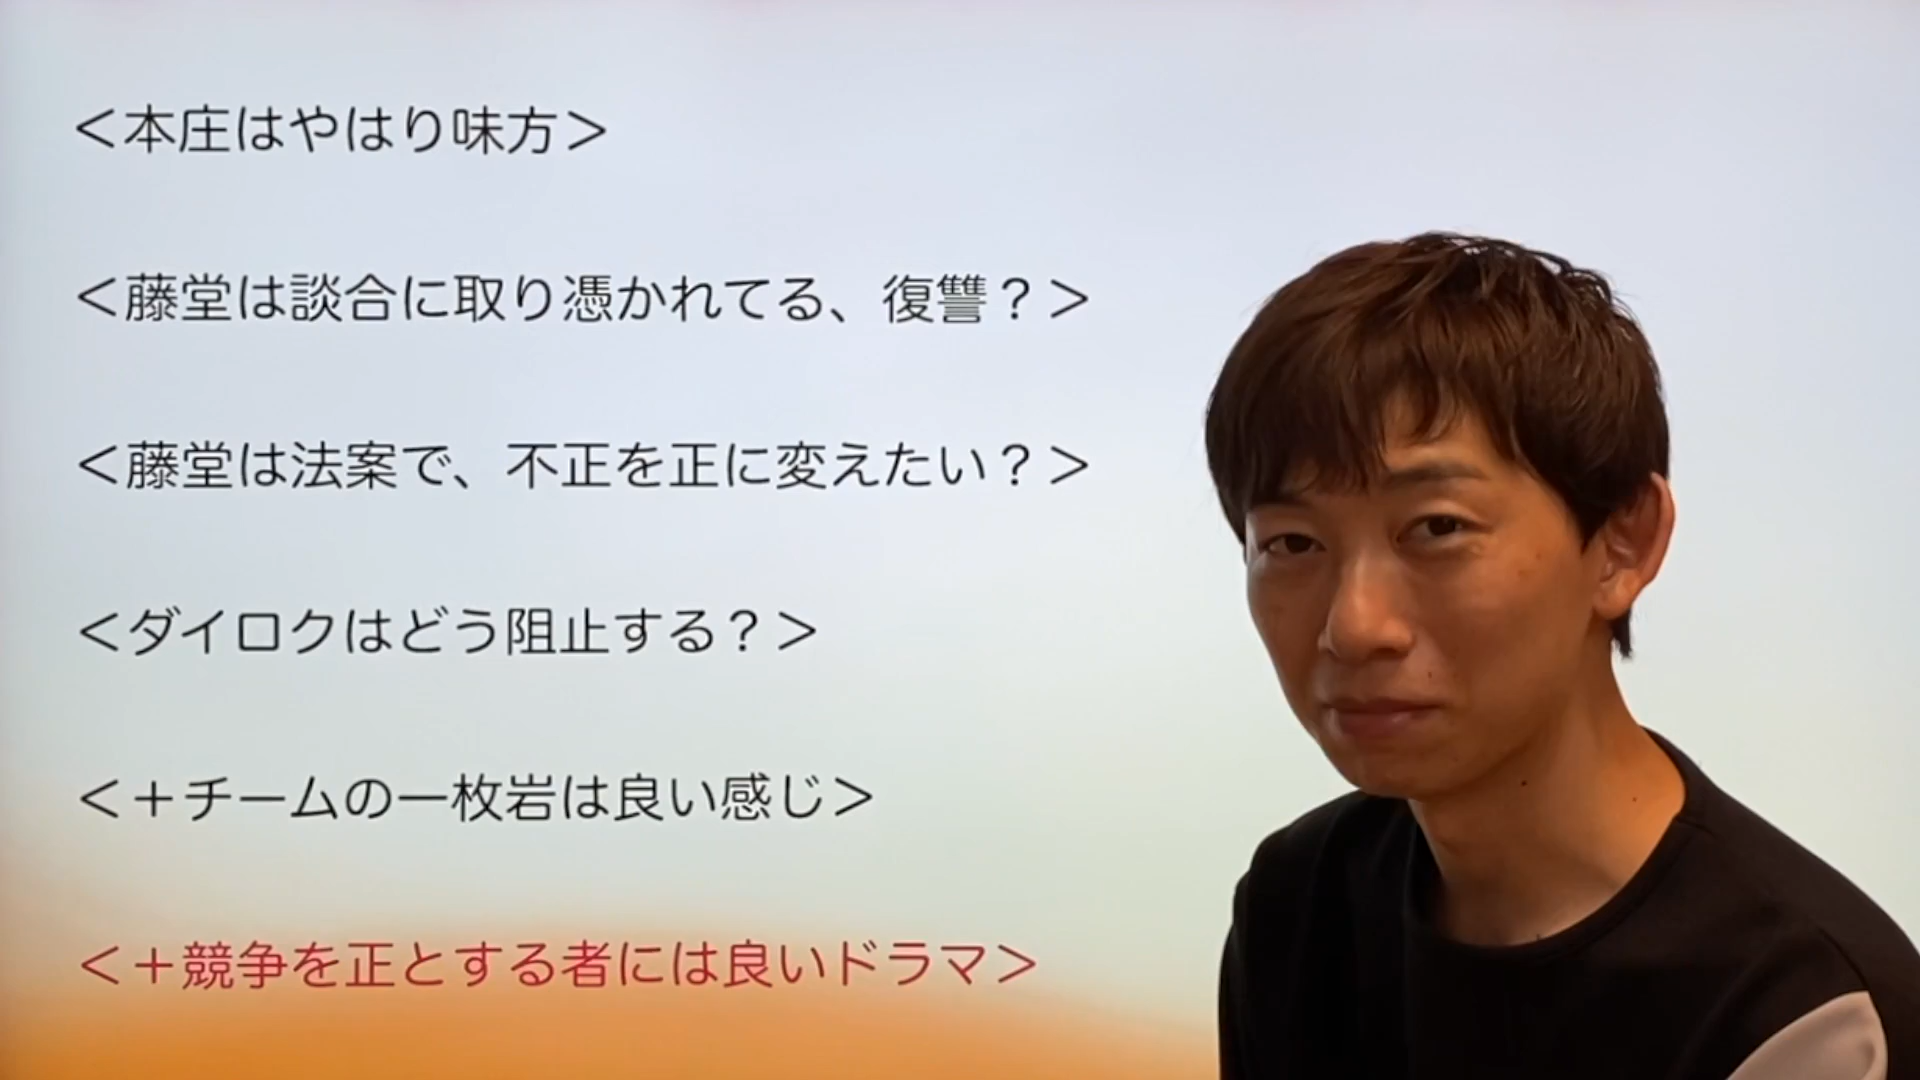 ＜本庄はやはり味方＞
＜藤堂は談合に取り憑かれてる、復讐？＞
＜藤堂は法案で、不正を正に変えたい？＞
＜ダイロクはどう阻止する？＞
＜＋チームの一枚岩は良い感じ＞
＜＋競争を正とする者には良いドラマ＞